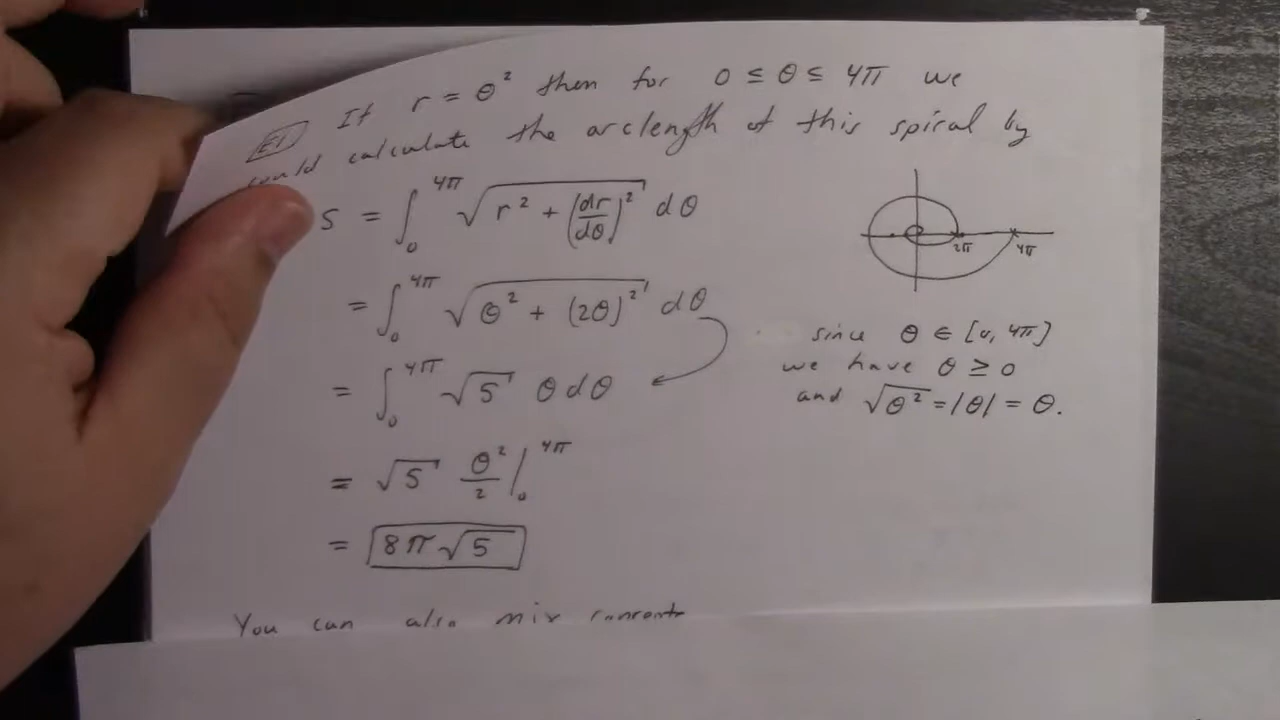 E1 If r = θ² then for 0 ≤ θ ≤ 4π we
could calculate the arclength of this spiral by
S = ∫₀^{4π} √(r² + (dr/dθ)²) dθ
= ∫₀^{4π} √(θ² + (2θ)²) dθ
= ∫₀^{4π} √5 θ dθ
= √5 θ²/2 |₀^{4π}
= 8π√5
2π 4π
since θ ∈ [0, 4π]
we have θ ≥ 0
and √θ² = |θ| = θ.
You can also mix